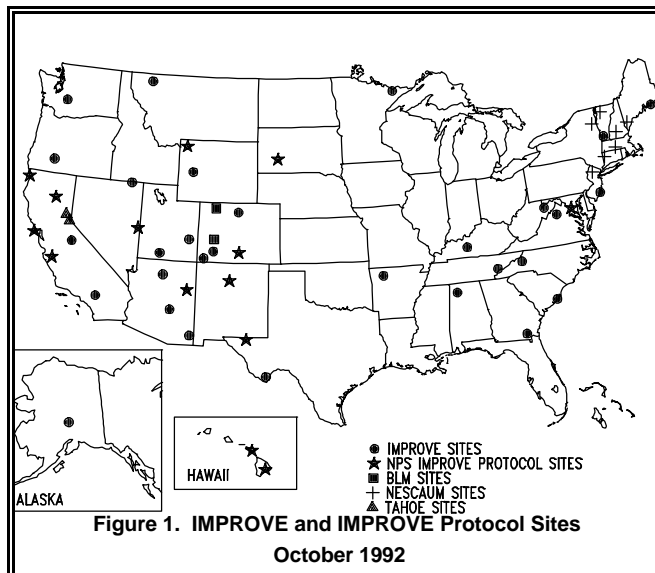 ALASKA
HAWAII
IMPROVE SITES
NPS IMPROVE PROTOCOL SITES
BLM SITES
NESCAUM SITES
TAHOE SITES
Figure 1. IMPROVE and IMPROVE Protocol Sites
October 1992